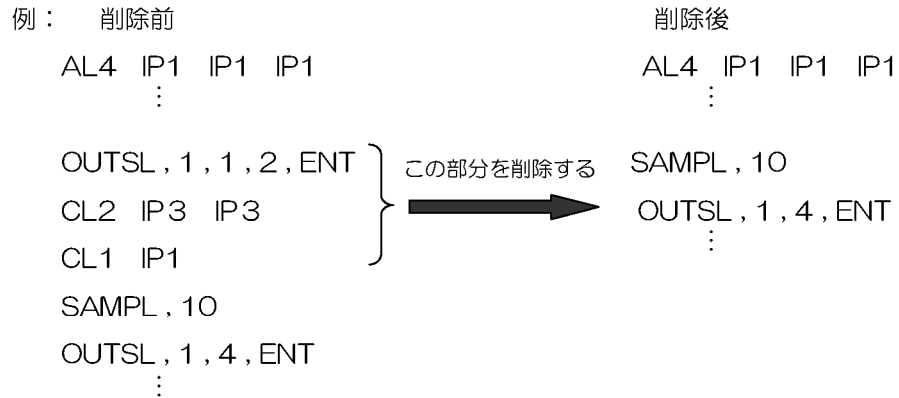 例： 削除前
AL4 IP1 IP1 IP1
⋮
OUTSL , 1 , 1 , 2 , ENT
CL2 IP3 IP3
CL1 IP1
SAMPL , 10
OUTSL , 1 , 4 , ENT
⋮
この部分を削除する
削除後
AL4 IP1 IP1 IP1
⋮
SAMPL , 10
OUTSL , 1 , 4 , ENT
⋮